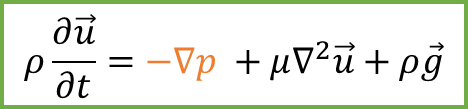 ρ ∂u⃗/∂t = −∇p + μ∇²u⃗ + ρg⃗